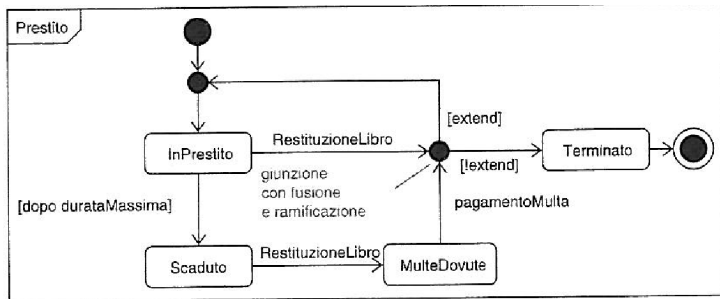 Prestito
[extend]
InPrestito
RestituzioneLibro
Terminato
[!extend]
giunzione
con fusione
e ramificazione
[dopo durataMassima]
pagamentoMulta
Scaduto
RestituzioneLibro
MulteDovute